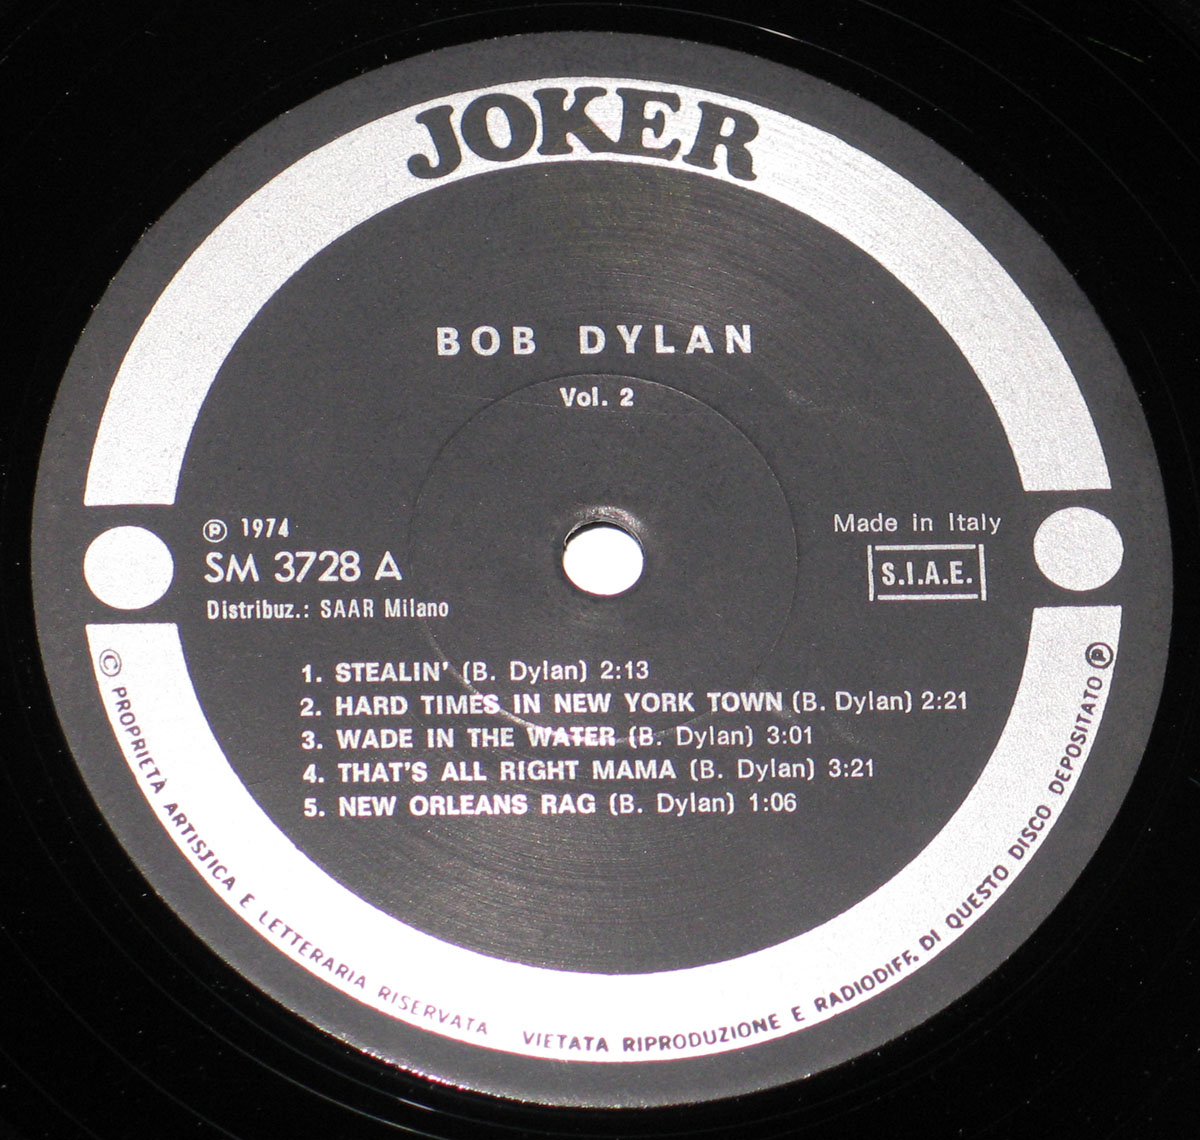 JOKER
BOB DYLAN
Vol. 2
Ⓟ 1974
SM 3728 A
Distribuz.: SAAR Milano
Made in Italy
S.I.A.E.
1. STEALIN' (B. Dylan) 2:13
2. HARD TIMES IN NEW YORK TOWN (B. Dylan) 2:21
3. WADE IN THE WATER (B. Dylan) 3:01
4. THAT'S ALL RIGHT MAMA (B. Dylan) 3:21
5. NEW ORLEANS RAG (B. Dylan) 1:06
© PROPRIETÀ ARTISTICA E LETTERARIA RISERVATA VIETATA RIPRODUZIONE E RADIODIFF. DI QUESTO DISCO DEPOSITATO Ⓟ